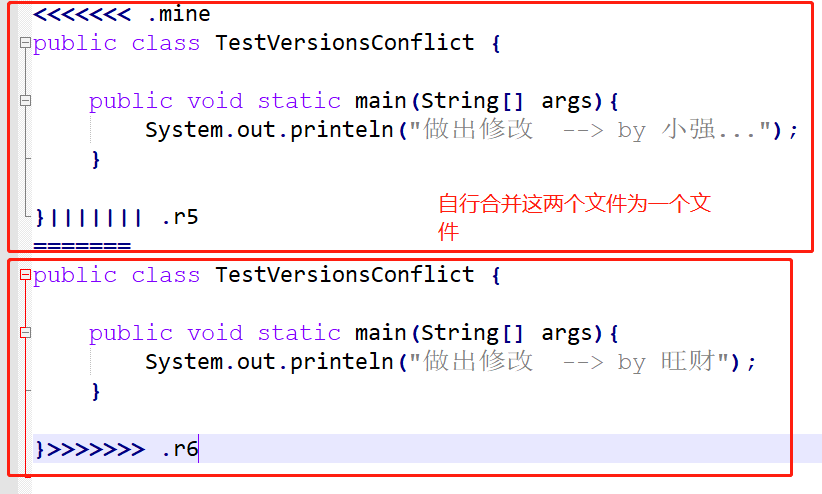 <<<<<<< .mine
public class TestVersionsConflict {
public void static main(String[] args){
System.out.printeln("做出修改 --> by 小强...");
}
}||||||| .r5
自行合并这两个文件为一个文
件
=======
public class TestVersionsConflict {
public void static main(String[] args){
System.out.printeln("做出修改 --> by 旺财");
}
}>>>>>>> .r6